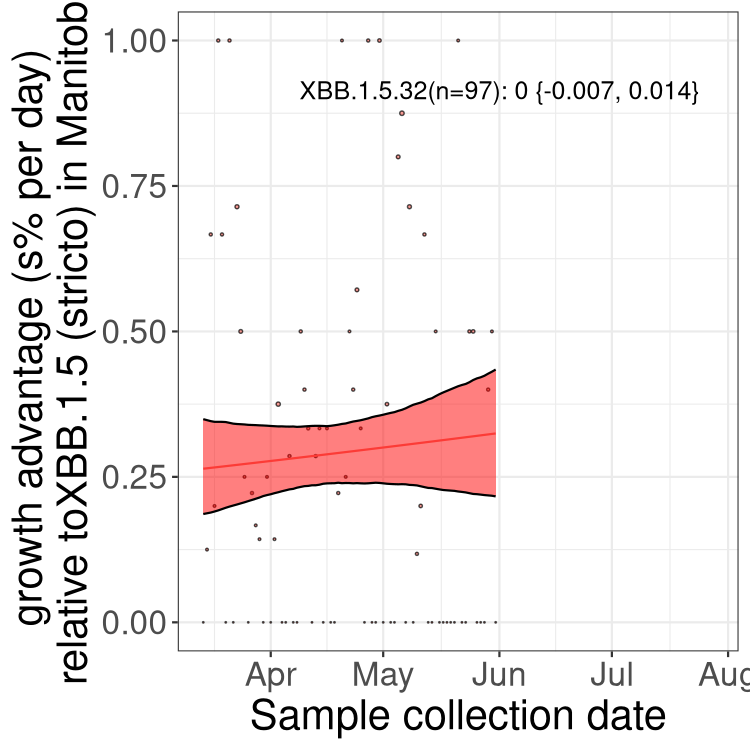 growth advantage (s% per day)
relative toXBB.1.5 (stricto) in Manitob
1.00
0.75
0.50
0.25
0.00
XBB.1.5.32(n=97): 0 {-0.007, 0.014}
Apr May Jun Jul Aug
Sample collection date